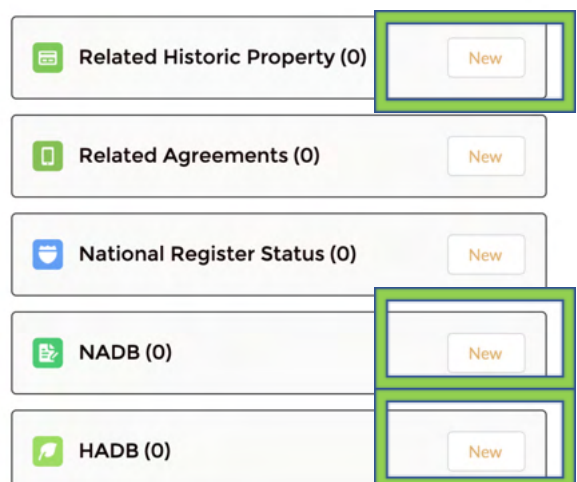 Related Historic Property (0) New
Related Agreements (0) New
National Register Status (0) New
NADB (0) New
HADB (0) New